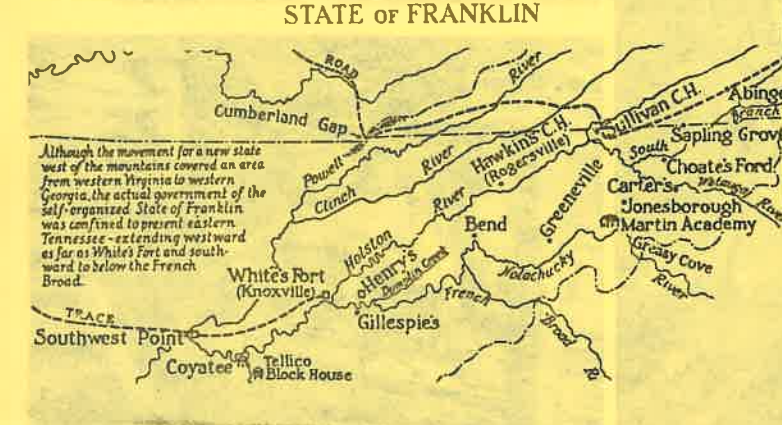 STATE OF FRANKLIN
ROAD
River
Cumberland Gap
Sullivan C.H.
Abing
Branch
Hawkins C.H.
(Rogersville)
South
Sapling Grov
Although the movement for a new state
west of the mountains covered an area
from western Virginia to western
Georgia, the actual government of the
self-organized State of Franklin
was confined to present eastern
Tennessee-extending westward
as far as White's Fort and south-
ward to below the French
Broad.
Powell
River
Clinch
River
Choate's Ford
Carter's
Watauga Riv
Greeneville
Jonesborough
Martin Academy
Bend
Holston
Henry's
Dumplin Creek
Nolachucky
Greasy Cove
River
White's Fort
(Knoxville)
French
Broad
R.
TRACE
Gillespie's
Southwest Point
Coyatee
Tellico
Block House